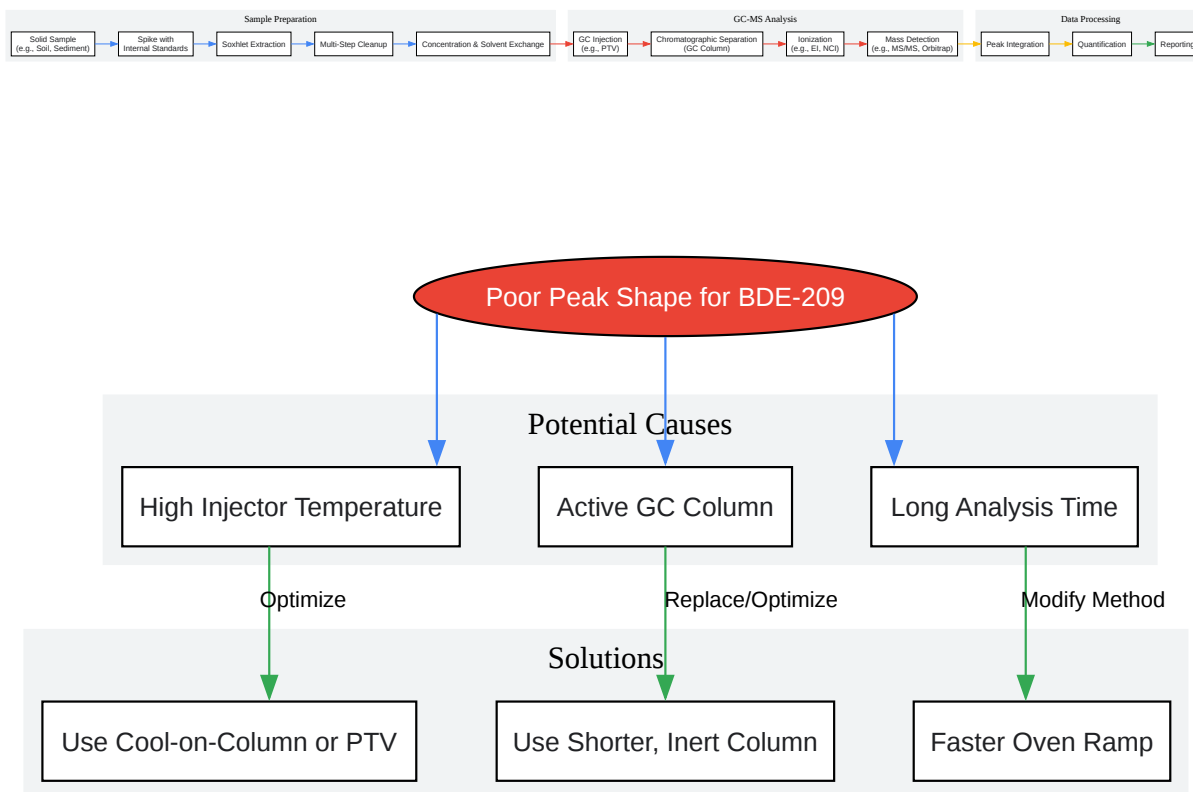 Sample Preparation
GC-MS Analysis
Data Processing
Solid Sample
(e.g., Soil, Sediment)
Spike with
Internal Standards
Soxhlet Extraction
Multi-Step Cleanup
Concentration & Solvent Exchange
GC Injection
(e.g., PTV)
Chromatographic Separation
(GC Column)
Ionization
(e.g., EI, NCI)
Mass Detection
(e.g., MS/MS, Orbitrap)
Peak Integration
Quantification
Reporting
Poor Peak Shape for BDE-209
Potential Causes
High Injector Temperature
Active GC Column
Long Analysis Time
Optimize
Replace/Optimize
Modify Method
Solutions
Use Cool-on-Column or PTV
Use Shorter, Inert Column
Faster Oven Ramp